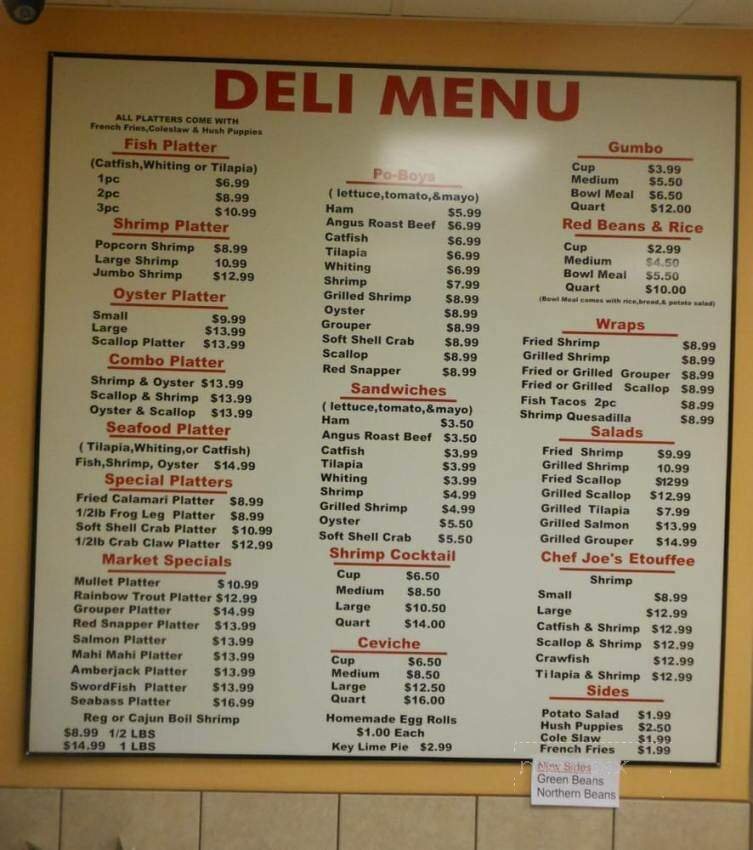 DELI MENU
ALL PLATTERS COME WITH
French Fries,Coleslaw & Hush Puppies
Fish Platter
(Catfish,Whiting or Tilapia)
1pc $6.99
2pc $8.99
3pc $10.99
Shrimp Platter
Popcorn Shrimp $8.99
Large Shrimp 10.99
Jumbo Shrimp $12.99
Oyster Platter
Small $9.99
Large $13.99
Scallop Platter $13.99
Combo Platter
Shrimp & Oyster $13.99
Scallop & Shrimp $13.99
Oyster & Scallop $13.99
Seafood Platter
( Tilapia,Whiting,or Catfish)
Fish,Shrimp, Oyster $14.99
Special Platters
Fried Calamari Platter $8.99
1/2lb Frog Leg Platter $8.99
Soft Shell Crab Platter $10.99
1/2lb Crab Claw Platter $12.99
Market Specials
Mullet Platter $10.99
Rainbow Trout Platter $12.99
Grouper Platter $14.99
Red Snapper Platter $13.99
Salmon Platter $13.99
Mahi Mahi Platter $13.99
Amberjack Platter $13.99
SwordFish Platter $13.99
Seabass Platter $16.99
Reg or Cajun Boil Shrimp
$8.99 1/2 LBS
$14.99 1 LBS
Po-Boys
( lettuce,tomato,&mayo)
Ham $5.99
Angus Roast Beef $6.99
Catfish $6.99
Tilapia $6.99
Whiting $6.99
Shrimp $7.99
Grilled Shrimp $8.99
Oyster $8.99
Grouper $8.99
Soft Shell Crab $8.99
Scallop $8.99
Red Snapper $8.99
Sandwiches
( lettuce,tomato,&mayo)
Ham $3.50
Angus Roast Beef $3.50
Catfish $3.99
Tilapia $3.99
Whiting $3.99
Shrimp $4.99
Grilled Shrimp $4.99
Oyster $5.50
Soft Shell Crab $5.50
Shrimp Cocktail
Cup $6.50
Medium $8.50
Large $10.50
Quart $14.00
Ceviche
Cup $6.50
Medium $8.50
Large $12.50
Quart $16.00
Homemade Egg Rolls
$1.00 Each
Key Lime Pie $2.99
Gumbo
Cup $3.99
Medium $5.50
Bowl Meal $6.50
Quart $12.00
Red Beans & Rice
Cup $2.99
Medium $4.50
Bowl Meal $5.50
Quart $10.00
(Bowl Meal comes with rice,bread,& potato salad)
Wraps
Fried Shrimp $8.99
Grilled Shrimp $8.99
Fried or Grilled Grouper $8.99
Fried or Grilled Scallop $8.99
Fish Tacos 2pc $8.99
Shrimp Quesadilla $8.99
Salads
Fried Shrimp $9.99
Grilled Shrimp 10.99
Fried Scallop $1299
Grilled Scallop $12.99
Grilled Tilapia $7.99
Grilled Salmon $13.99
Grilled Grouper $14.99
Chef Joe's Etouffee
Shrimp
Small $8.99
Large $12.99
Catfish & Shrimp $12.99
Scallop & Shrimp $12.99
Crawfish $12.99
Tilapia & Shrimp $12.99
Sides
Potato Salad $1.99
Hush Puppies $2.50
Cole Slaw $1.99
French Fries $1.99
New Sides
Green Beans
Northern Beans